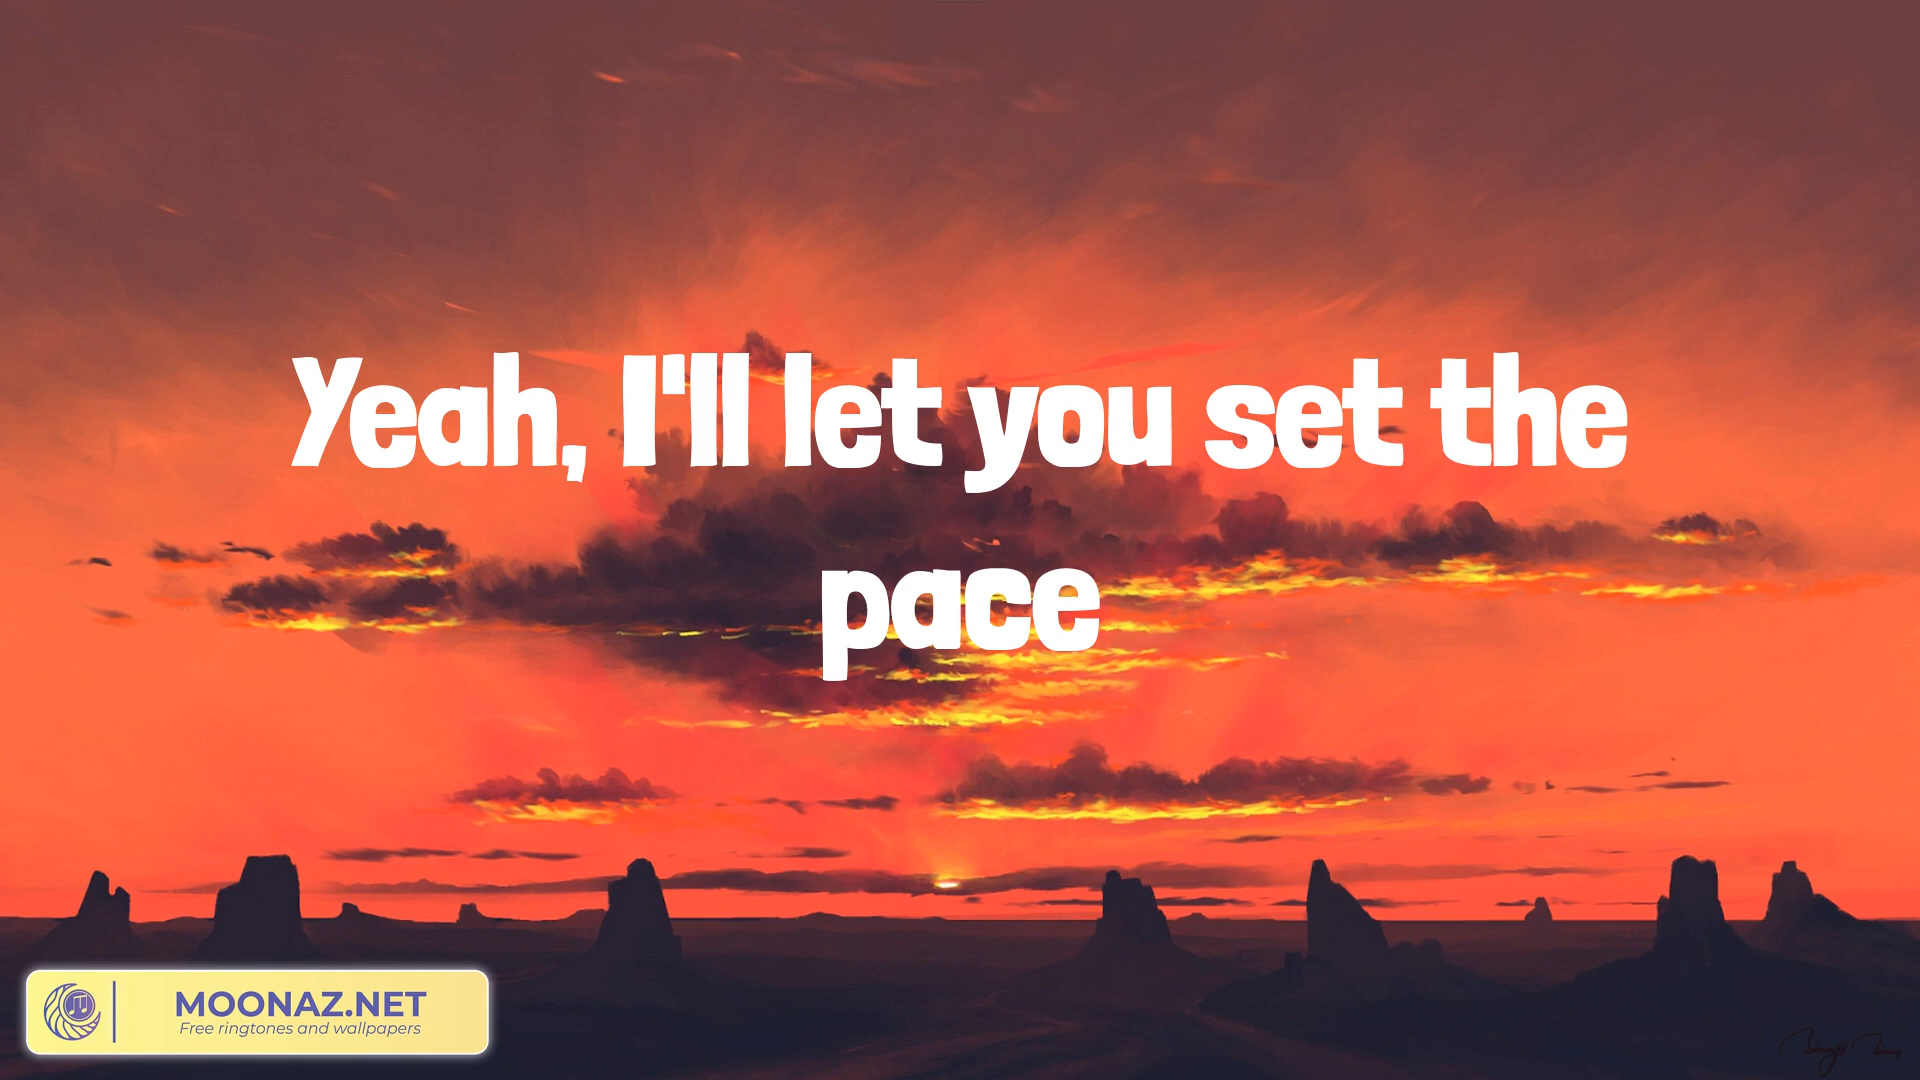 Yeah, I'll let you set the
pace
MOONAZ.NET
Free ringtones and wallpapers